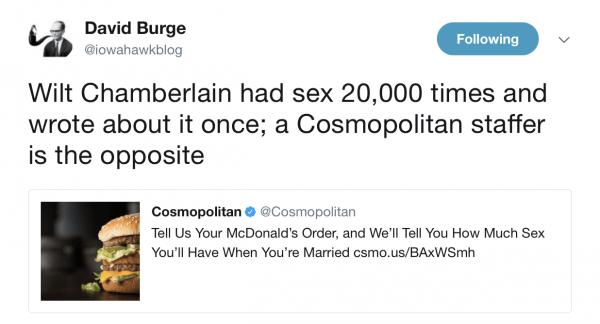 David Burge
@iowahawkblog
Following
Wilt Chamberlain had sex 20,000 times and
wrote about it once; a Cosmopolitan staffer
is the opposite
Cosmopolitan @Cosmopolitan
Tell Us Your McDonald's Order, and We'll Tell You How Much Sex
You'll Have When You're Married csmo.us/BAxWSmh